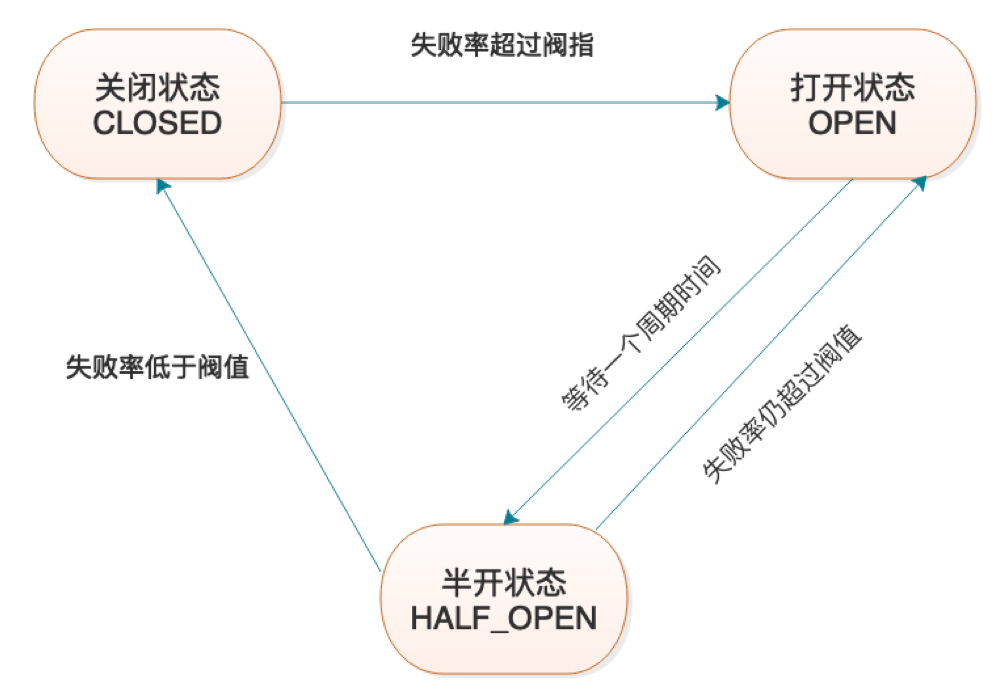 失败率超过阀指
关闭状态
CLOSED
打开状态
OPEN
等待一个周期时间
失败率仍超过阀值
失败率低于阀值
半开状态
HALF_OPEN